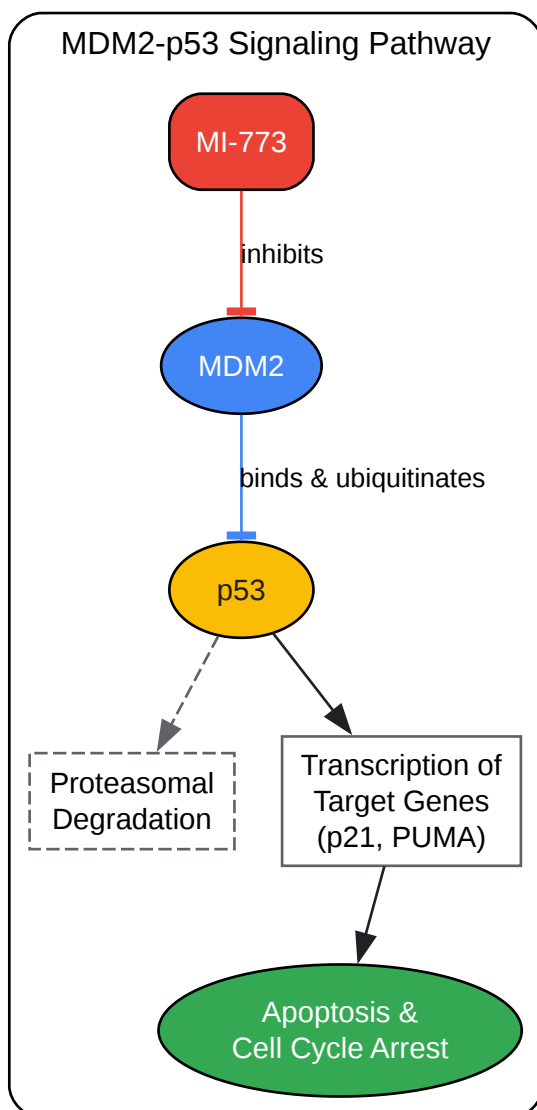 MDM2-p53 Signaling Pathway
MI-773
inhibits
MDM2
binds & ubiquitinates
p53
Proteasomal
Degradation
Transcription of
Target Genes
(p21, PUMA)
Apoptosis &
Cell Cycle Arrest